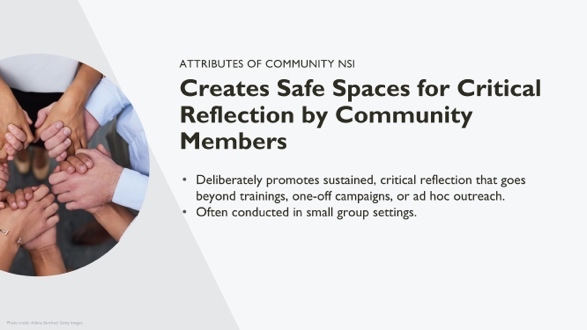 ATTRIBUTES OF COMMUNITY NSI
Creates Safe Spaces for Critical
Reflection by Community
Members
• Deliberately promotes sustained, critical reflection that goes
beyond trainings, one-off campaigns, or ad hoc outreach.
• Often conducted in small group settings.